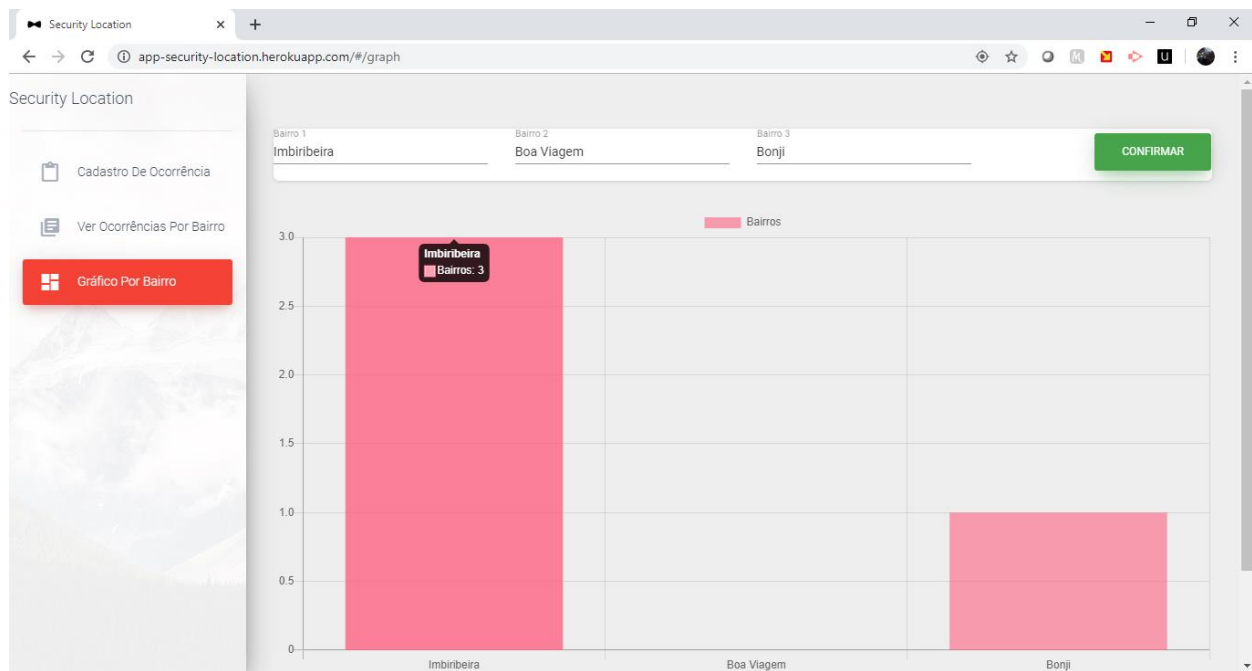 Security Location
app-security-location.herokuapp.com/#/graph
Security Location
Cadastro De Ocorrência
Ver Ocorrências Por Bairro
Gráfico Por Bairro
Bairro 1
Imbiribeira
Bairro 2
Boa Viagem
Bairro 3
Bonji
CONFIRMAR
Bairros
3.0
Imbiribeira
Bairros: 3
2.5
2.0
1.5
1.0
0.5
0
Imbiribeira
Boa Viagem
Bonji